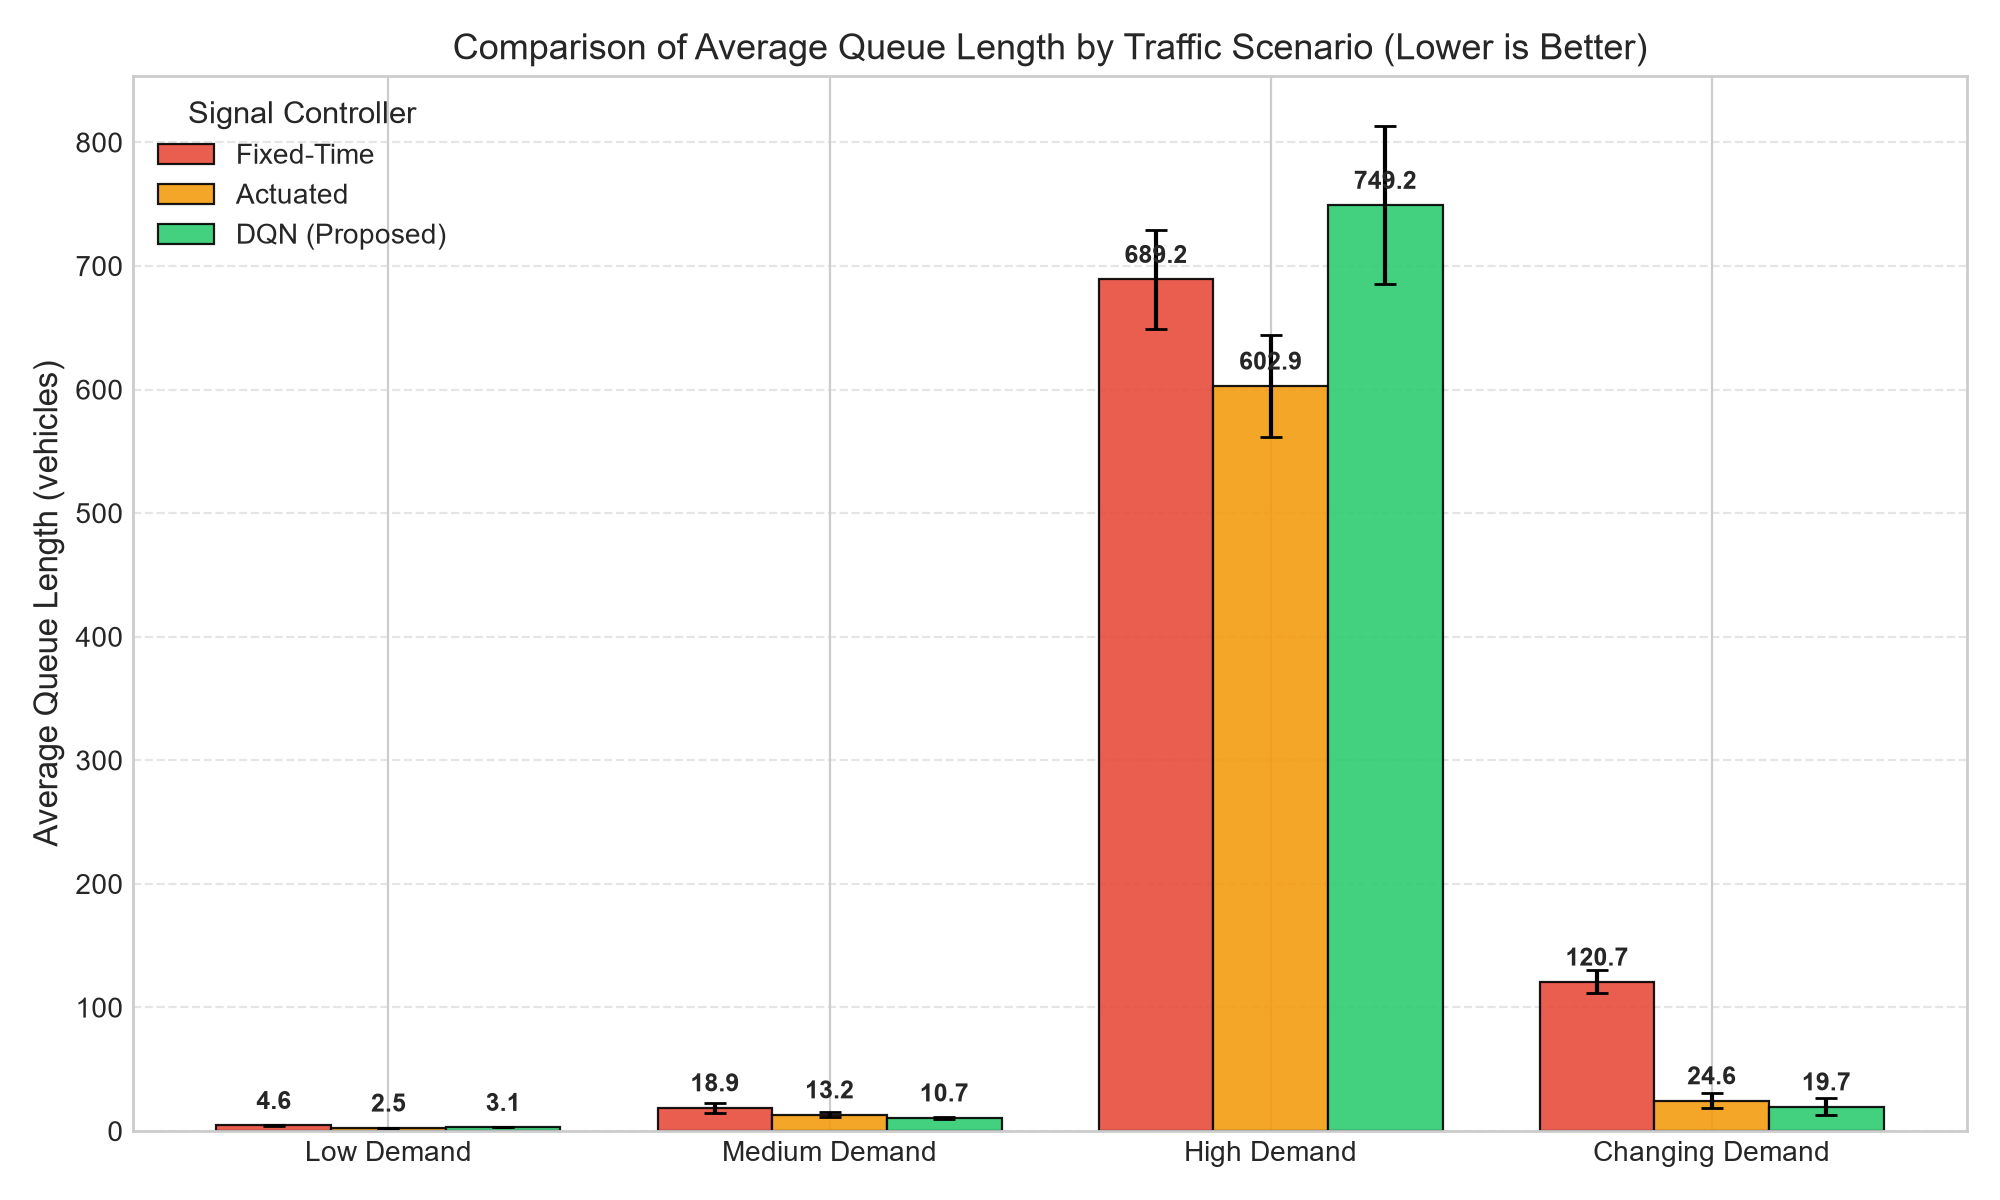 Comparison of Average Queue Length by Traffic Scenario (Lower is Better)
Signal Controller
Fixed-Time
Actuated
DQN (Proposed)
Average Queue Length (vehicles)
800
700
600
500
400
300
200
100
0
4.6
2.5
3.1
18.9
13.2
10.7
689.2
602.9
749.2
120.7
24.6
19.7
Low Demand
Medium Demand
High Demand
Changing Demand